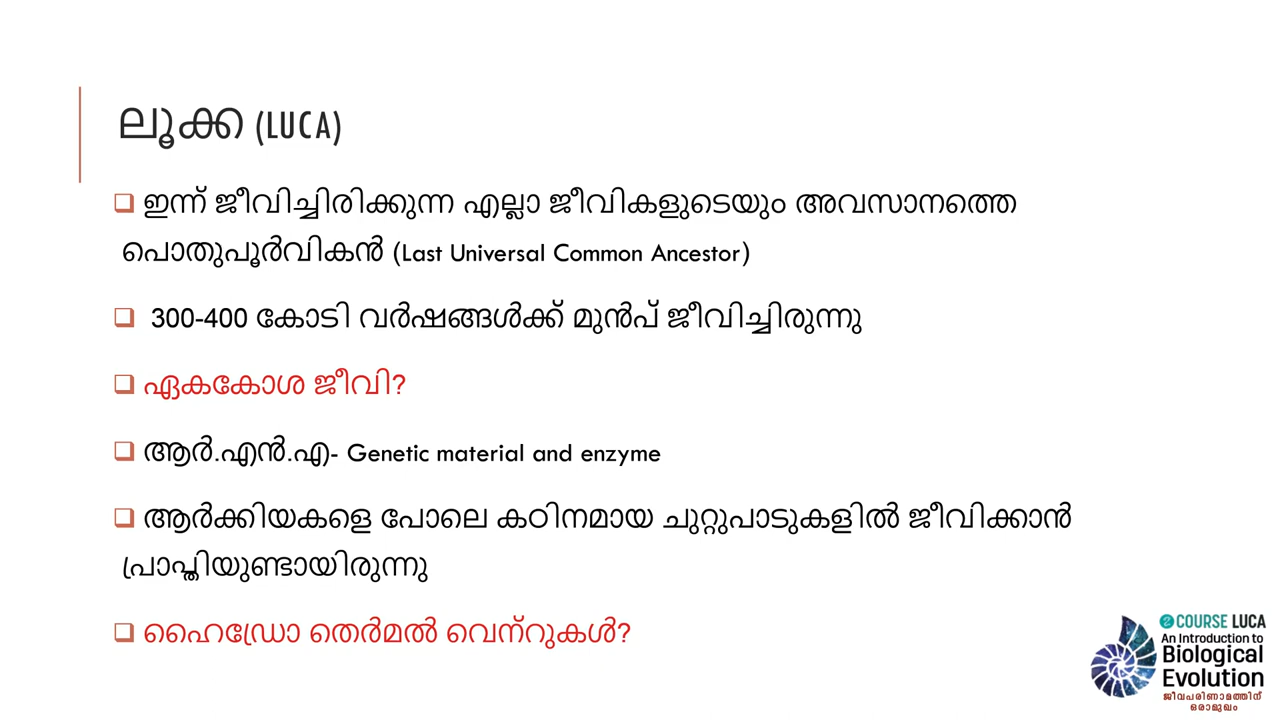 ലൂക്ക (LUCA)
ഇന്ന് ജീവിച്ചിരിക്കുന്ന എല്ലാ ജീവികളുടെയും അവസാനത്തെ
പൊതുപൂർവികൻ (Last Universal Common Ancestor)
300-400 കോടി വർഷങ്ങൾക്ക് മുൻപ് ജീവിച്ചിരുന്നു
ഏകകോശ ജീവി?
ആർ.എൻ.എ- Genetic material and enzyme
ആർക്കിയകളെ പോലെ കഠിനമായ ചുറ്റുപാടുകളിൽ ജീവിക്കാൻ
പ്രാപ്തിയുണ്ടായിരുന്നു
ഹൈഡ്രോ തെർമൽ വെന്റുകൾ?
COURSE LUCA
An Introduction to
Biological
Evolution
ജീവപരിണാമത്തിന്
ഒരാമുഖം